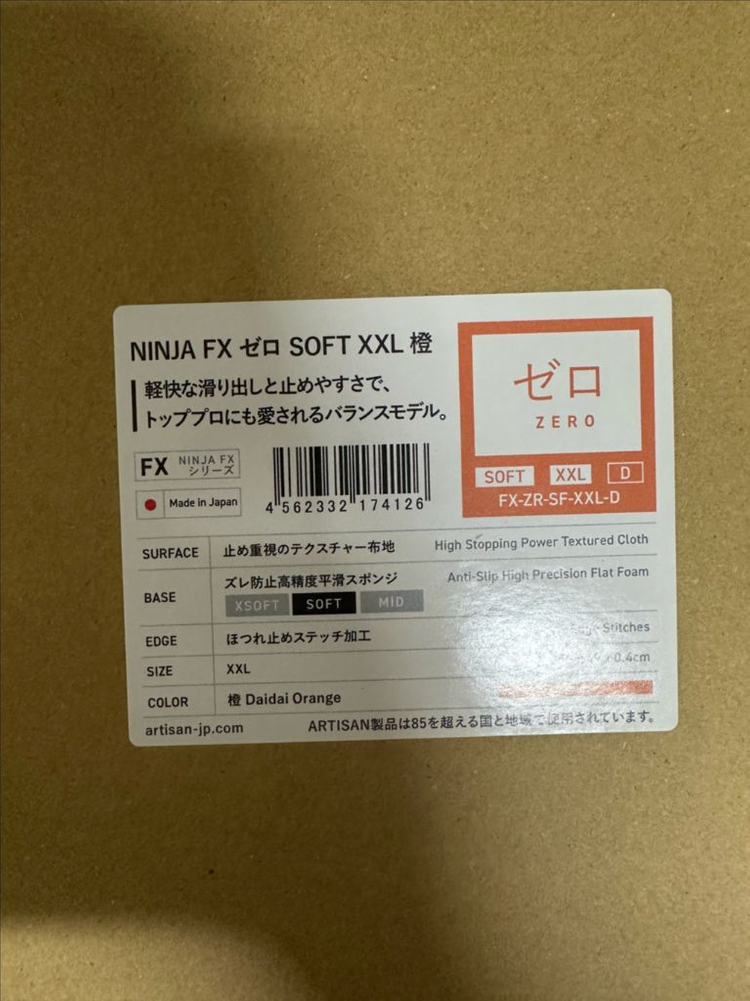 NINJA FX ゼロ SOFT XXL 橙
軽快な滑り出しと止めやすさで、
トッププロにも愛されるバランスモデル。
ゼロ
ZERO
SOFT XXL D
FX-ZR-SF-XXL-D
FX NINJA FX シリーズ
Made in Japan
4 562332 174126
SURFACE 止め重視のテクスチャー布地 High Stopping Power Textured Cloth
BASE ズレ防止高精度平滑スポンジ Anti-Slip High Precision Flat Foam
XSOFT SOFT MID
EDGE ほつれ止めステッチ加工 Stitches
SIZE XXL 0.4cm
COLOR 橙 Daidai Orange
artisan-jp.com ARTISAN製品は85を超える国と地域で使用されています。